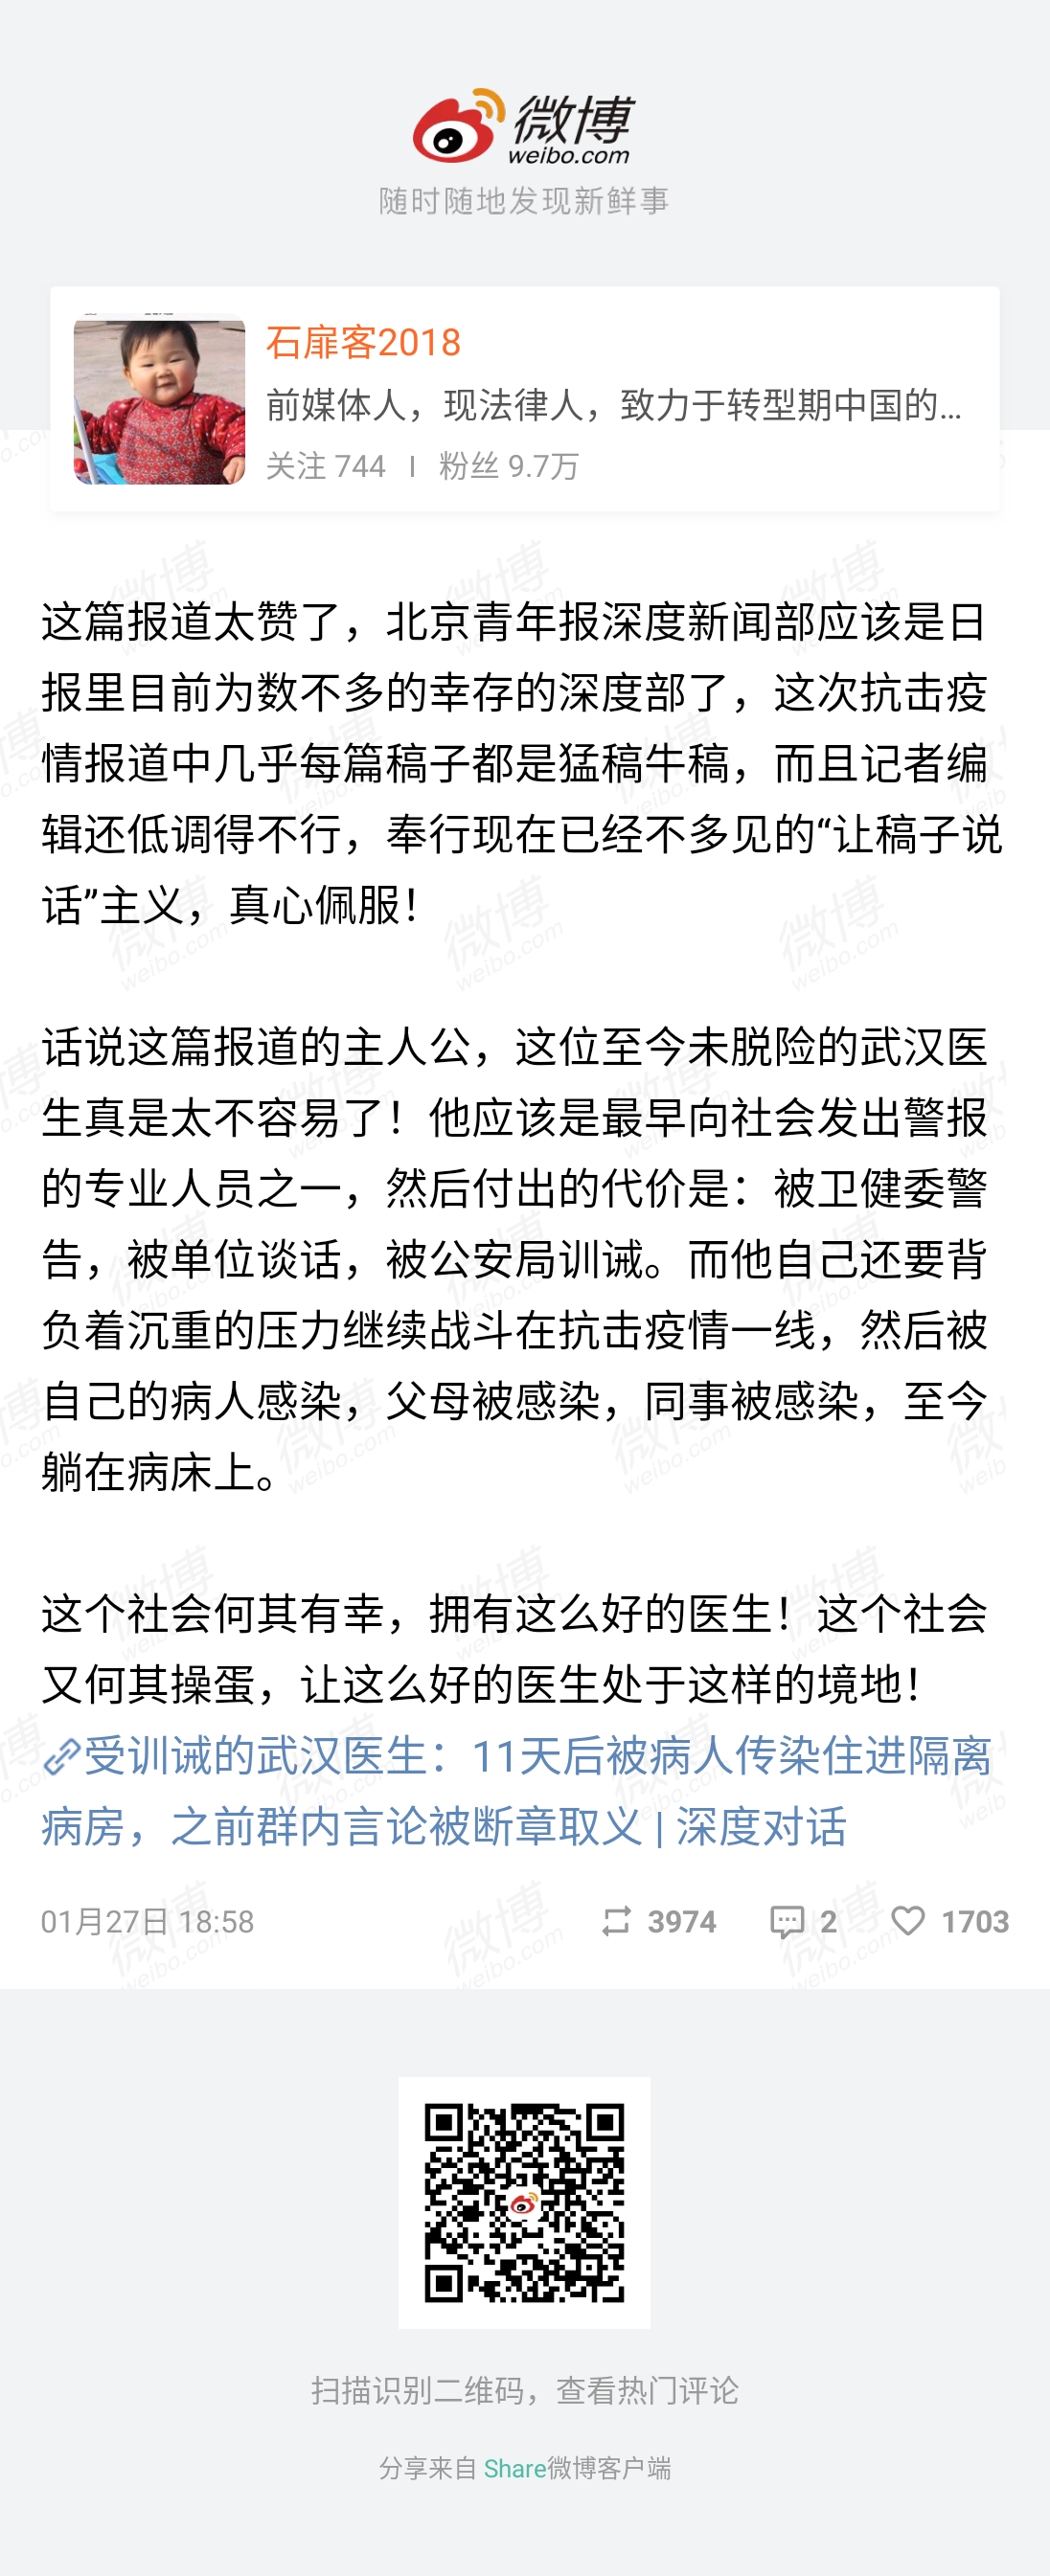 微博
weibo.com
随时随地发现新鲜事
石扉客2018
前媒体人，现法律人，致力于转型期中国的...
关注 744 | 粉丝 9.7万
这篇报道太赞了，北京青年报深度新闻部应该是日
报里目前为数不多的幸存的深度部了，这次抗击疫
情报道中几乎每篇稿子都是猛稿牛稿，而且记者编
辑还低调得不行，奉行现在已经不多见的“让稿子说
话”主义，真心佩服！
话说这篇报道的主人公，这位至今未脱险的武汉医
生真是太不容易了！他应该是最早向社会发出警报
的专业人员之一，然后付出的代价是：被卫健委警
告，被单位谈话，被公安局训诫。而他自己还要背
负着沉重的压力继续战斗在抗击疫情一线，然后被
自己的病人感染，父母被感染，同事被感染，至今
躺在病床上。
这个社会何其有幸，拥有这么好的医生！这个社会
又何其操蛋，让这么好的医生处于这样的境地！
受训诫的武汉医生：11天后被病人传染住进隔离
病房，之前群内言论被断章取义 | 深度对话
01月27日 18:58 3974 2 1703
扫描识别二维码，查看热门评论
分享来自 Share微博客户端